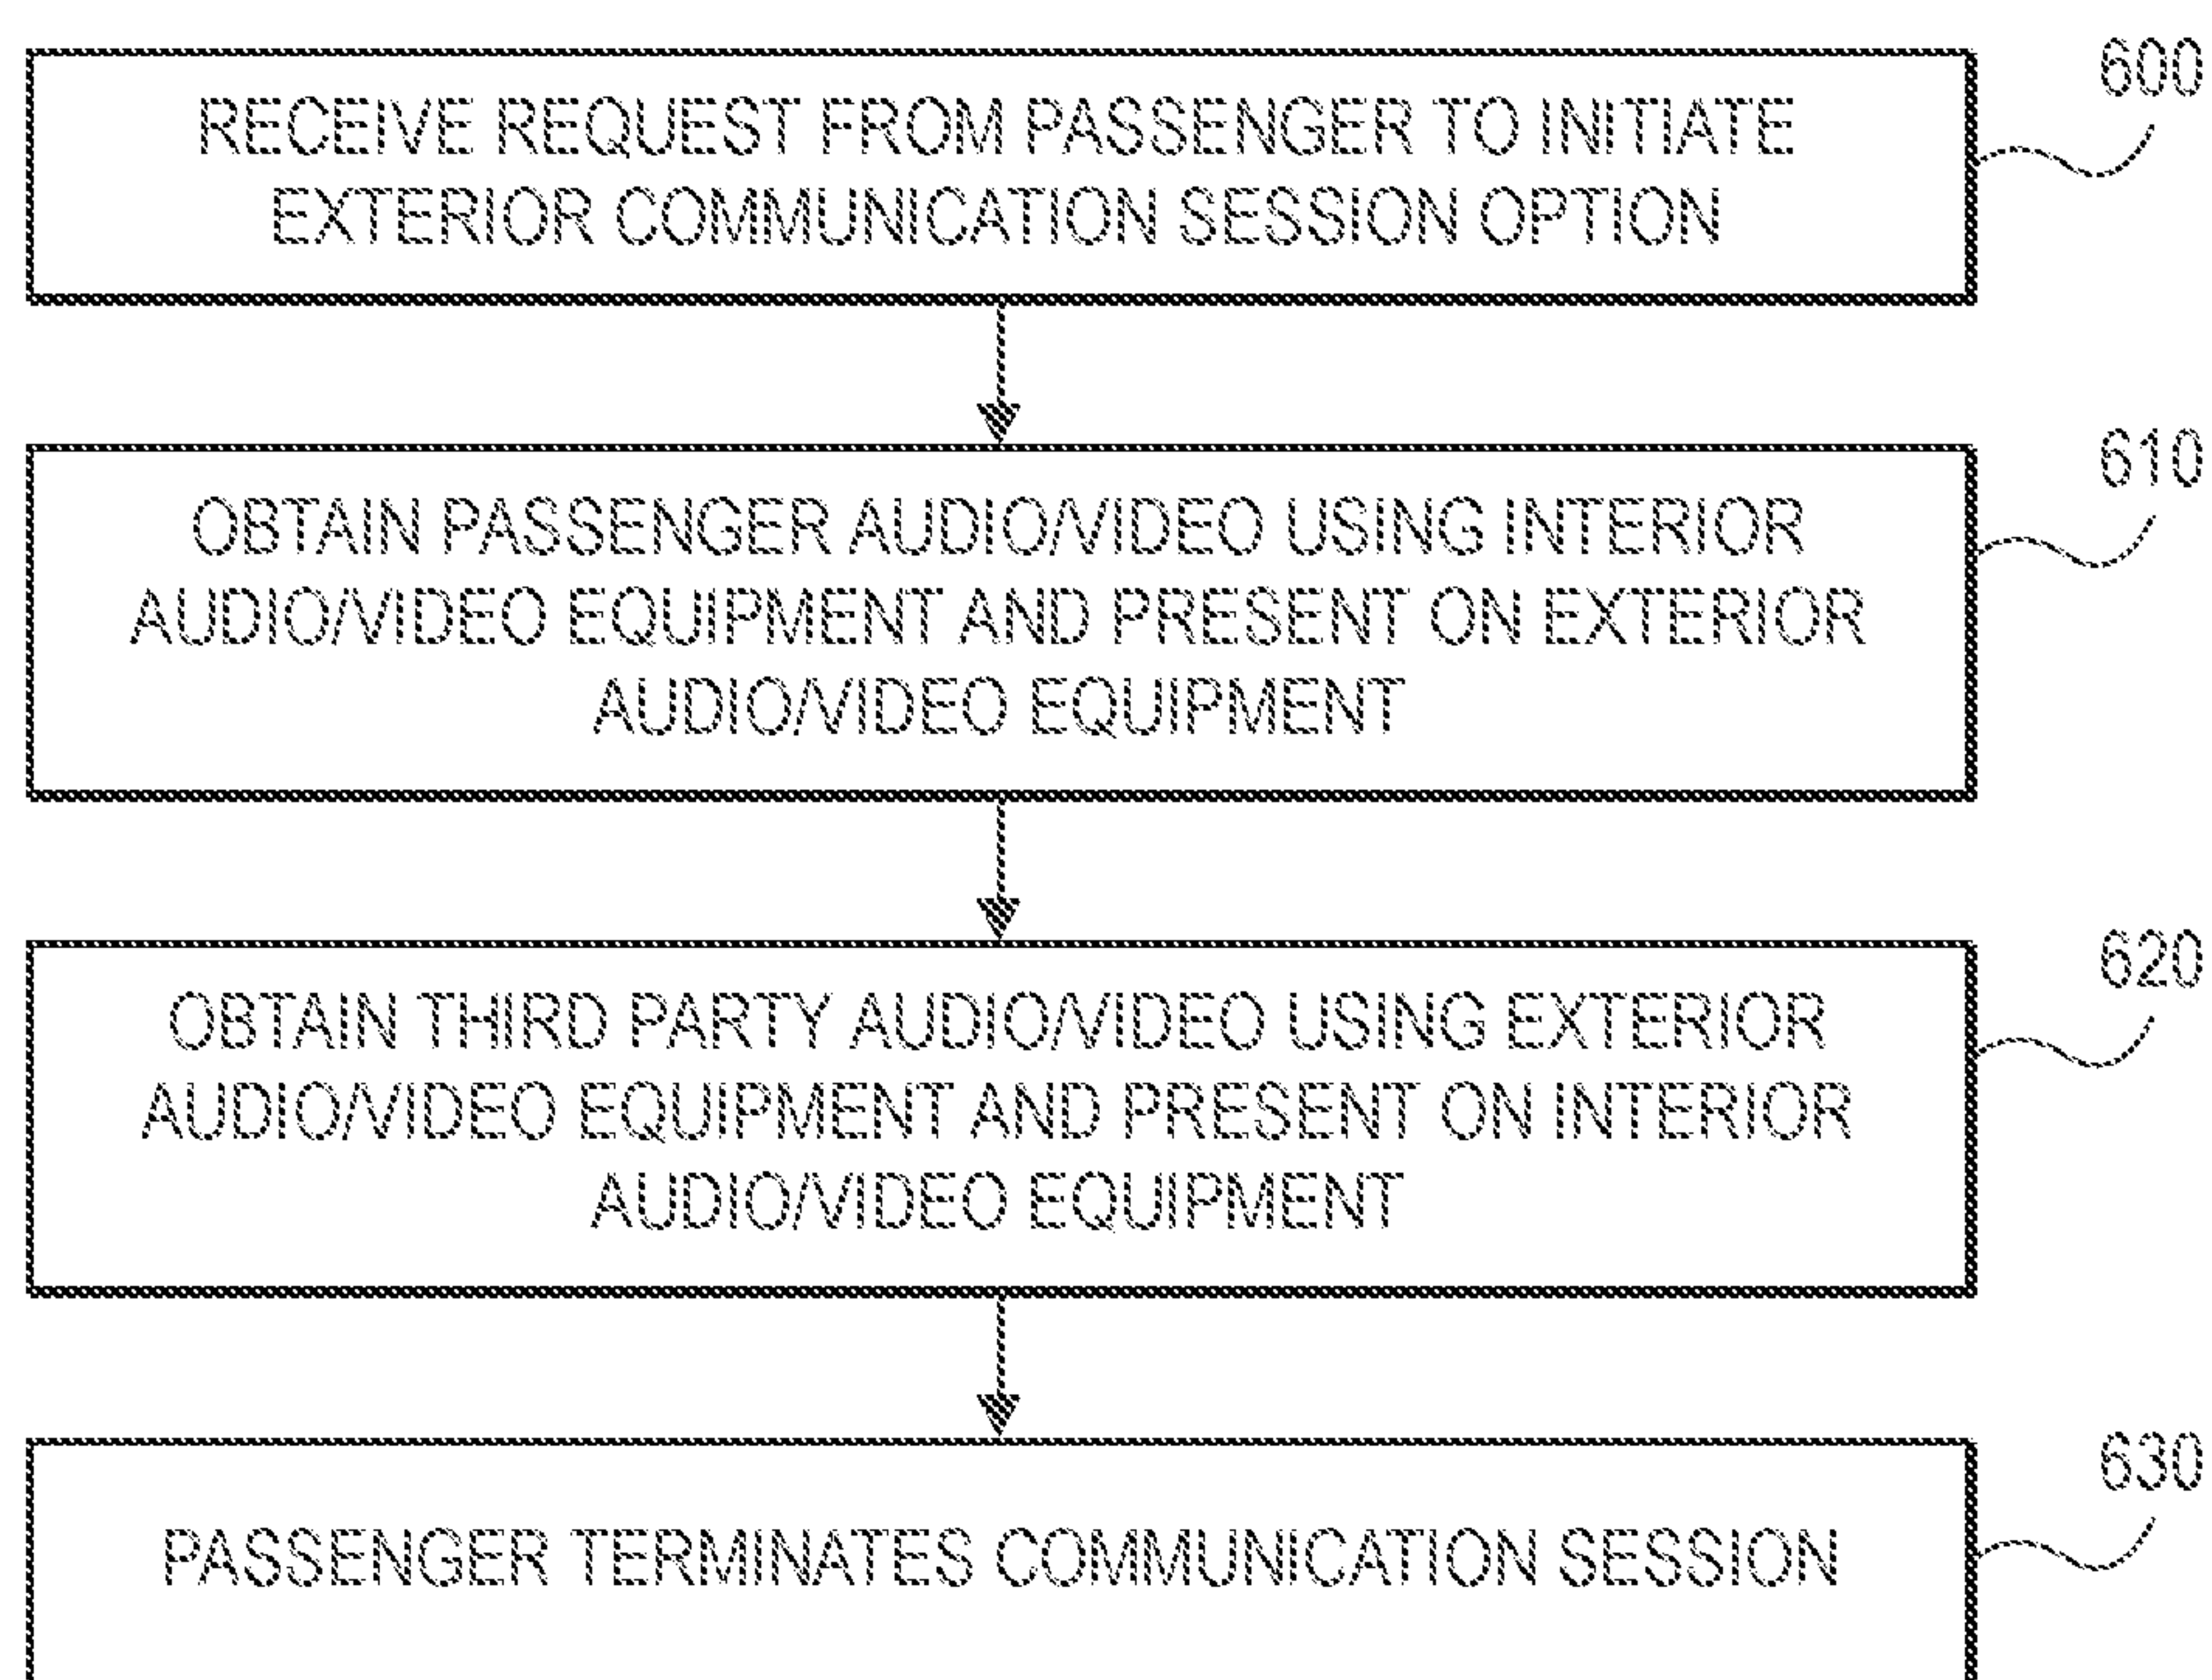 600
RECEIVE REQUEST FROM PASSENGER TO INITIATE
EXTERIOR COMMUNICATION SESSION OPTION
610
OBTAIN PASSENGER AUDIO/VIDEO USING INTERIOR
AUDIO/VIDEO EQUIPMENT AND PRESENT ON EXTERIOR
AUDIO/VIDEO EQUIPMENT
620
OBTAIN THIRD PARTY AUDIO/VIDEO USING EXTERIOR
AUDIO/VIDEO EQUIPMENT AND PRESENT ON INTERIOR
AUDIO/VIDEO EQUIPMENT
630
PASSENGER TERMINATES COMMUNICATION SESSION